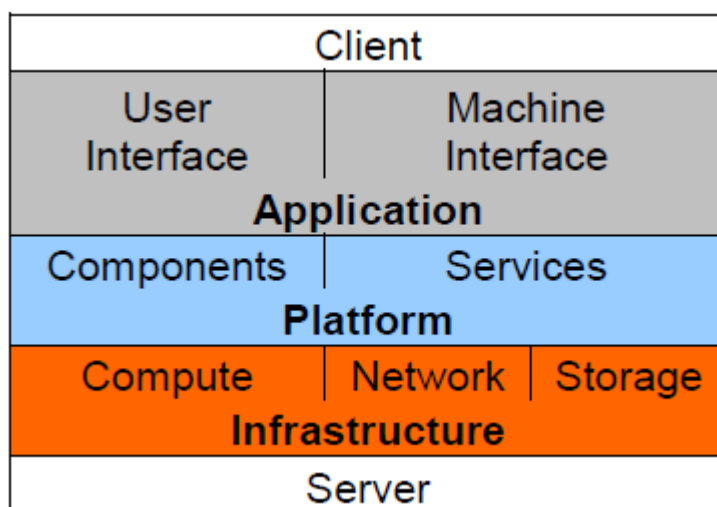 Client
User Machine
Interface Interface
Application
Components Services
Platform
Compute Network Storage
Infrastructure
Server